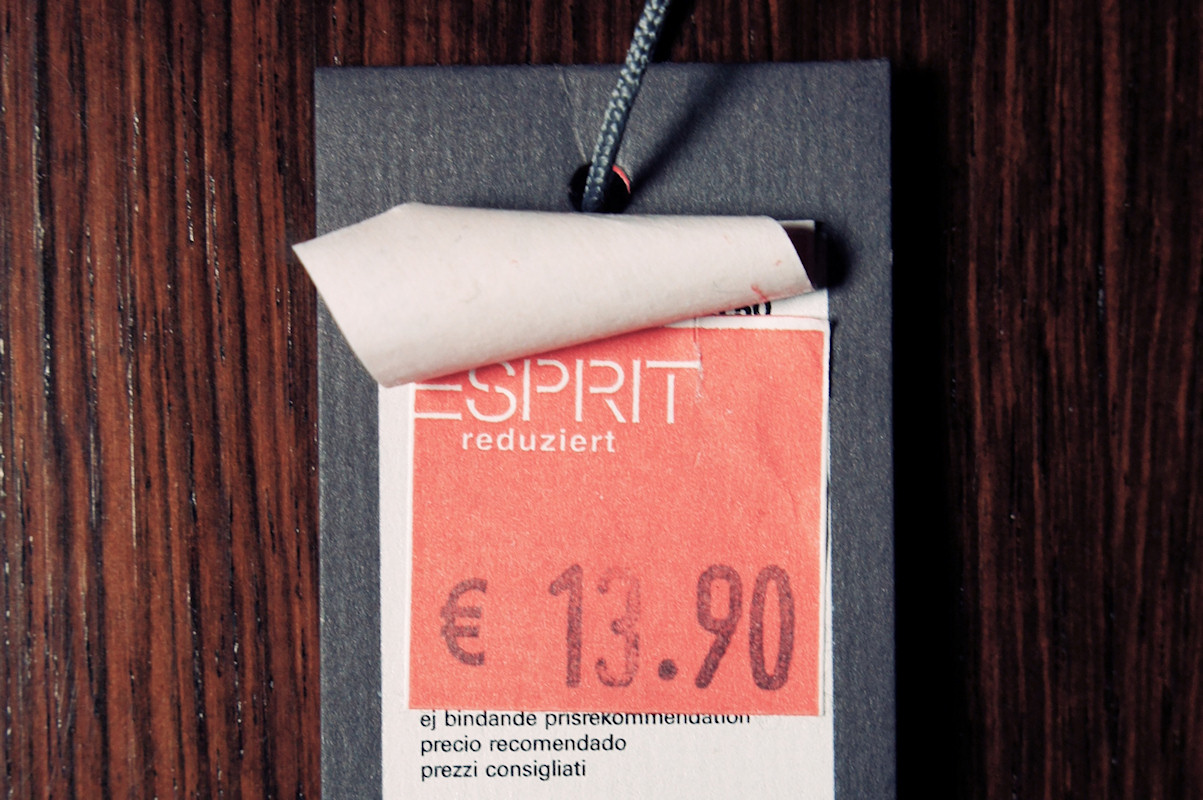 ESPRIT
reduziert
€ 13.90
ej bindande prisrekommendation
precio recomendado
prezzi consigliati